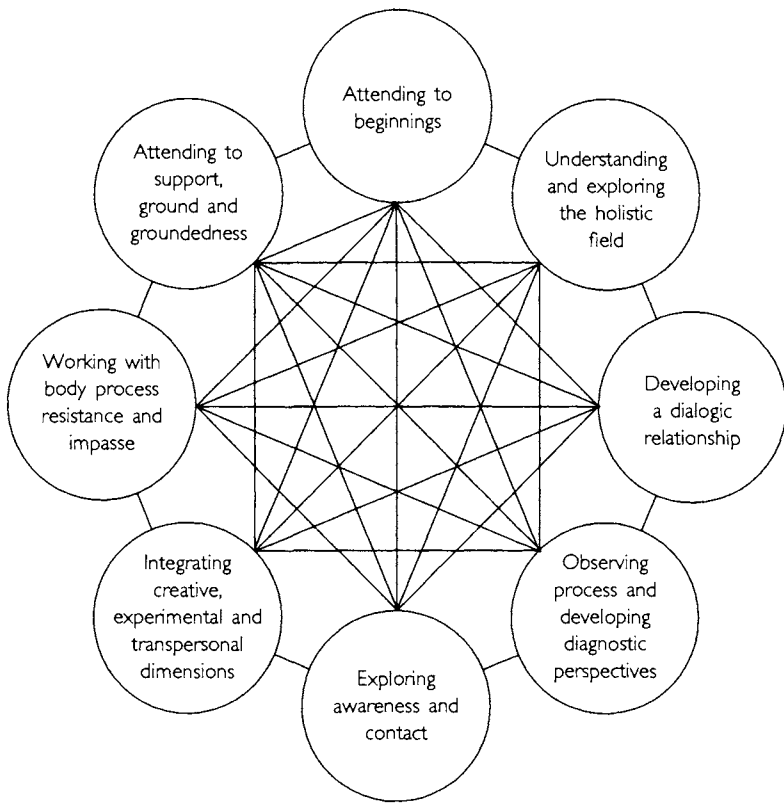 Attending to
beginnings
Understanding
and exploring
the holistic
field
Developing
a dialogic
relationship
Observing
process and
developing
diagnostic
perspectives
Exploring
awareness and
contact
Integrating
creative,
experimental and
transpersonal
dimensions
Working with
body process
resistance and
impasse
Attending to
support,
ground and
groundedness